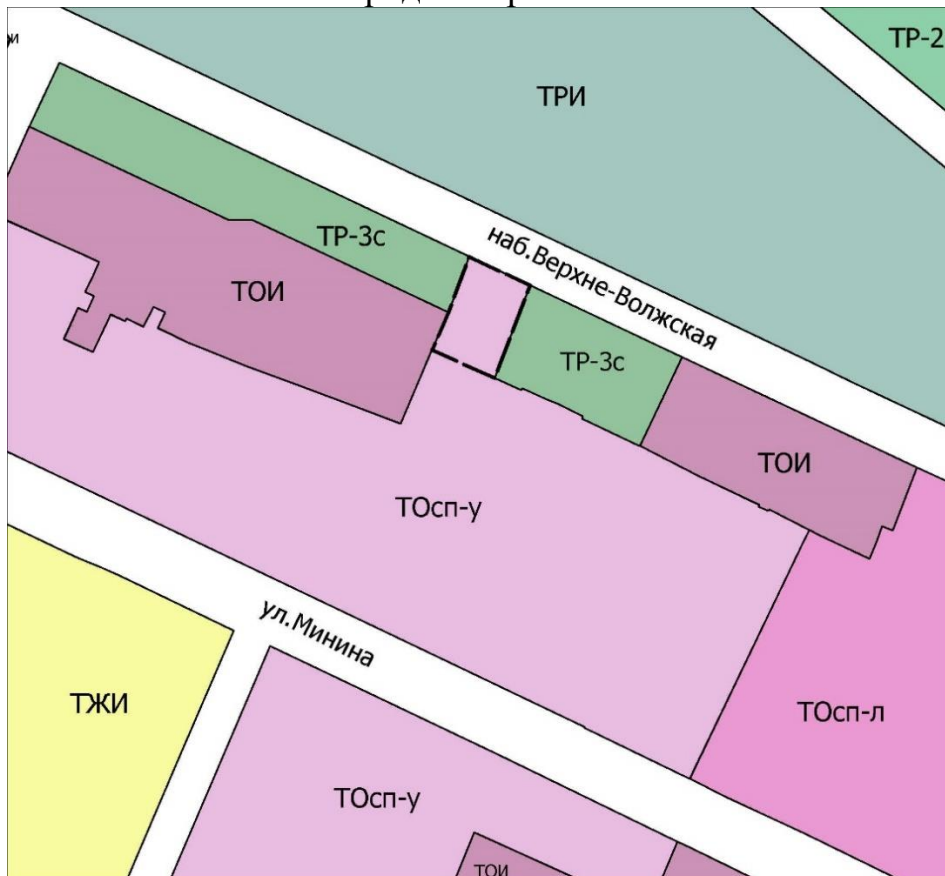 ТР-2
ТРИ
ТР-3с
наб.Верхне-Волжская
ТОИ
ТР-3с
ТОИ
ТОсп-у
ул.Минина
ТЖИ
ТОсп-л
ТОсп-у
ТОИ